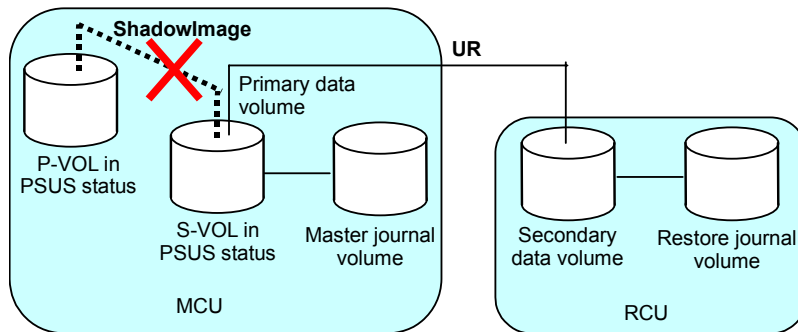 ShadowImage
UR
Primary data
volume
P-VOL in
PSUS status
S-VOL in
PSUS status
Master journal
volume
Secondary
data volume
Restore journal
volume
MCU
RCU